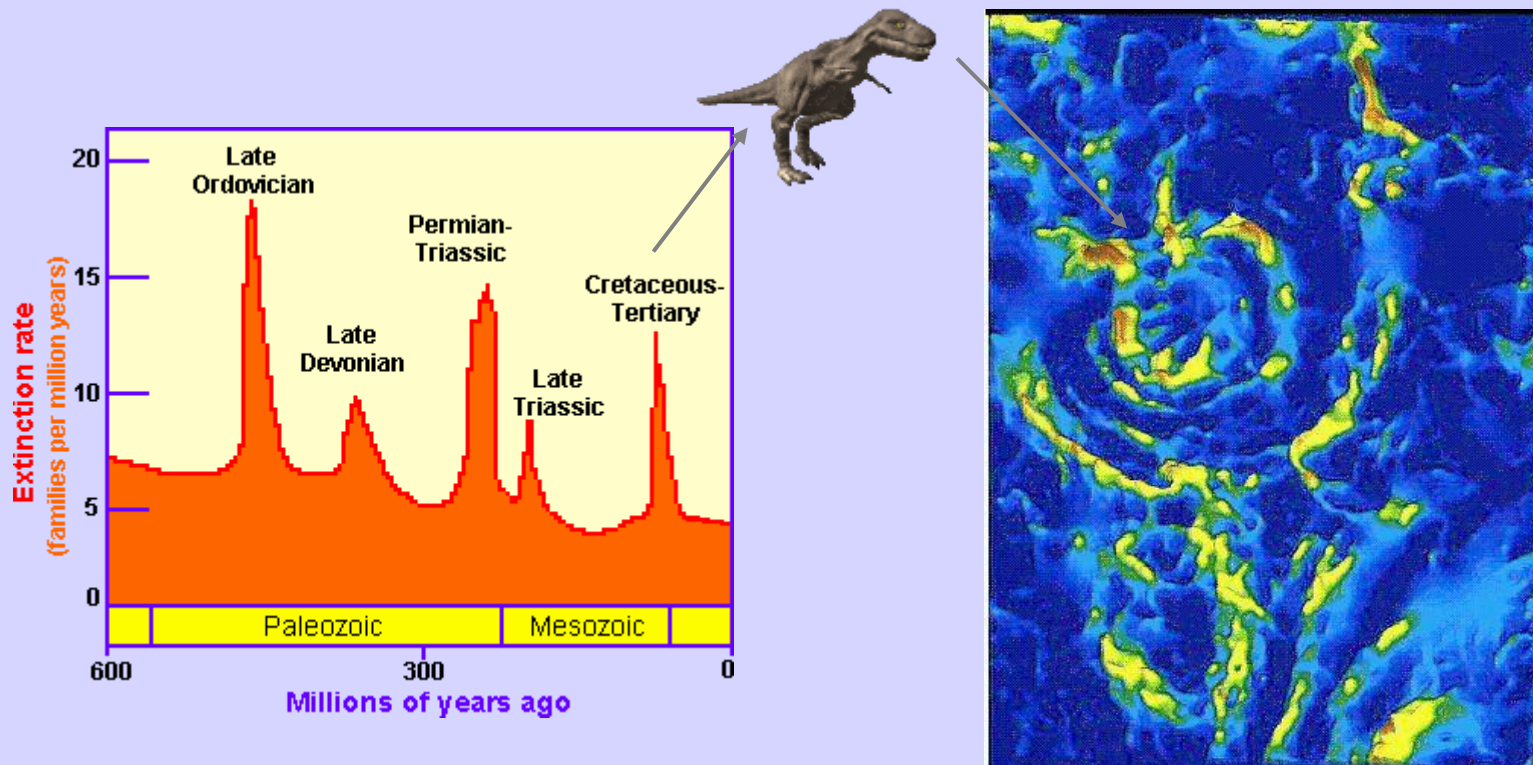 20
Late
Ordovician
Permian-
Triassic
15
Cretaceous-
Tertiary
Late
Devonian
10
Late
Triassic
5
0
Extinction rate
(families per million years)
Paleozoic
Mesozoic
600
300
0
Millions of years ago